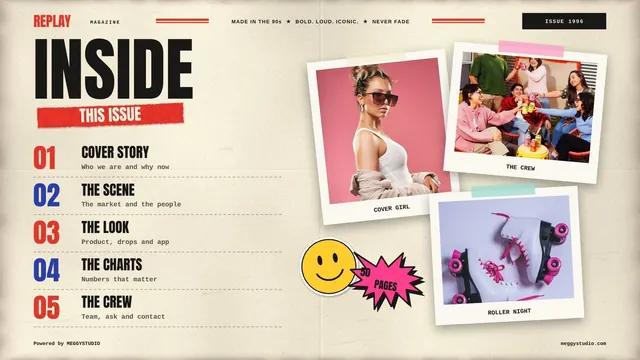 REPLAY MAGAZINE MADE IN THE 90s ★ BOLD. LOUD. ICONIC. ★ NEVER FADE ISSUE 1996
INSIDE
THIS ISSUE
01 COVER STORY
Who we are and why now
02 THE SCENE
The market and the people
03 THE LOOK
Product, drops and app
04 THE CHARTS
Numbers that matter
05 THE CREW
Team, ask and contact
COVER GIRL
THE CREW
50
PAGES
ROLLER NIGHT
Powered by MEGGYSTUDIO
meggystudio.com